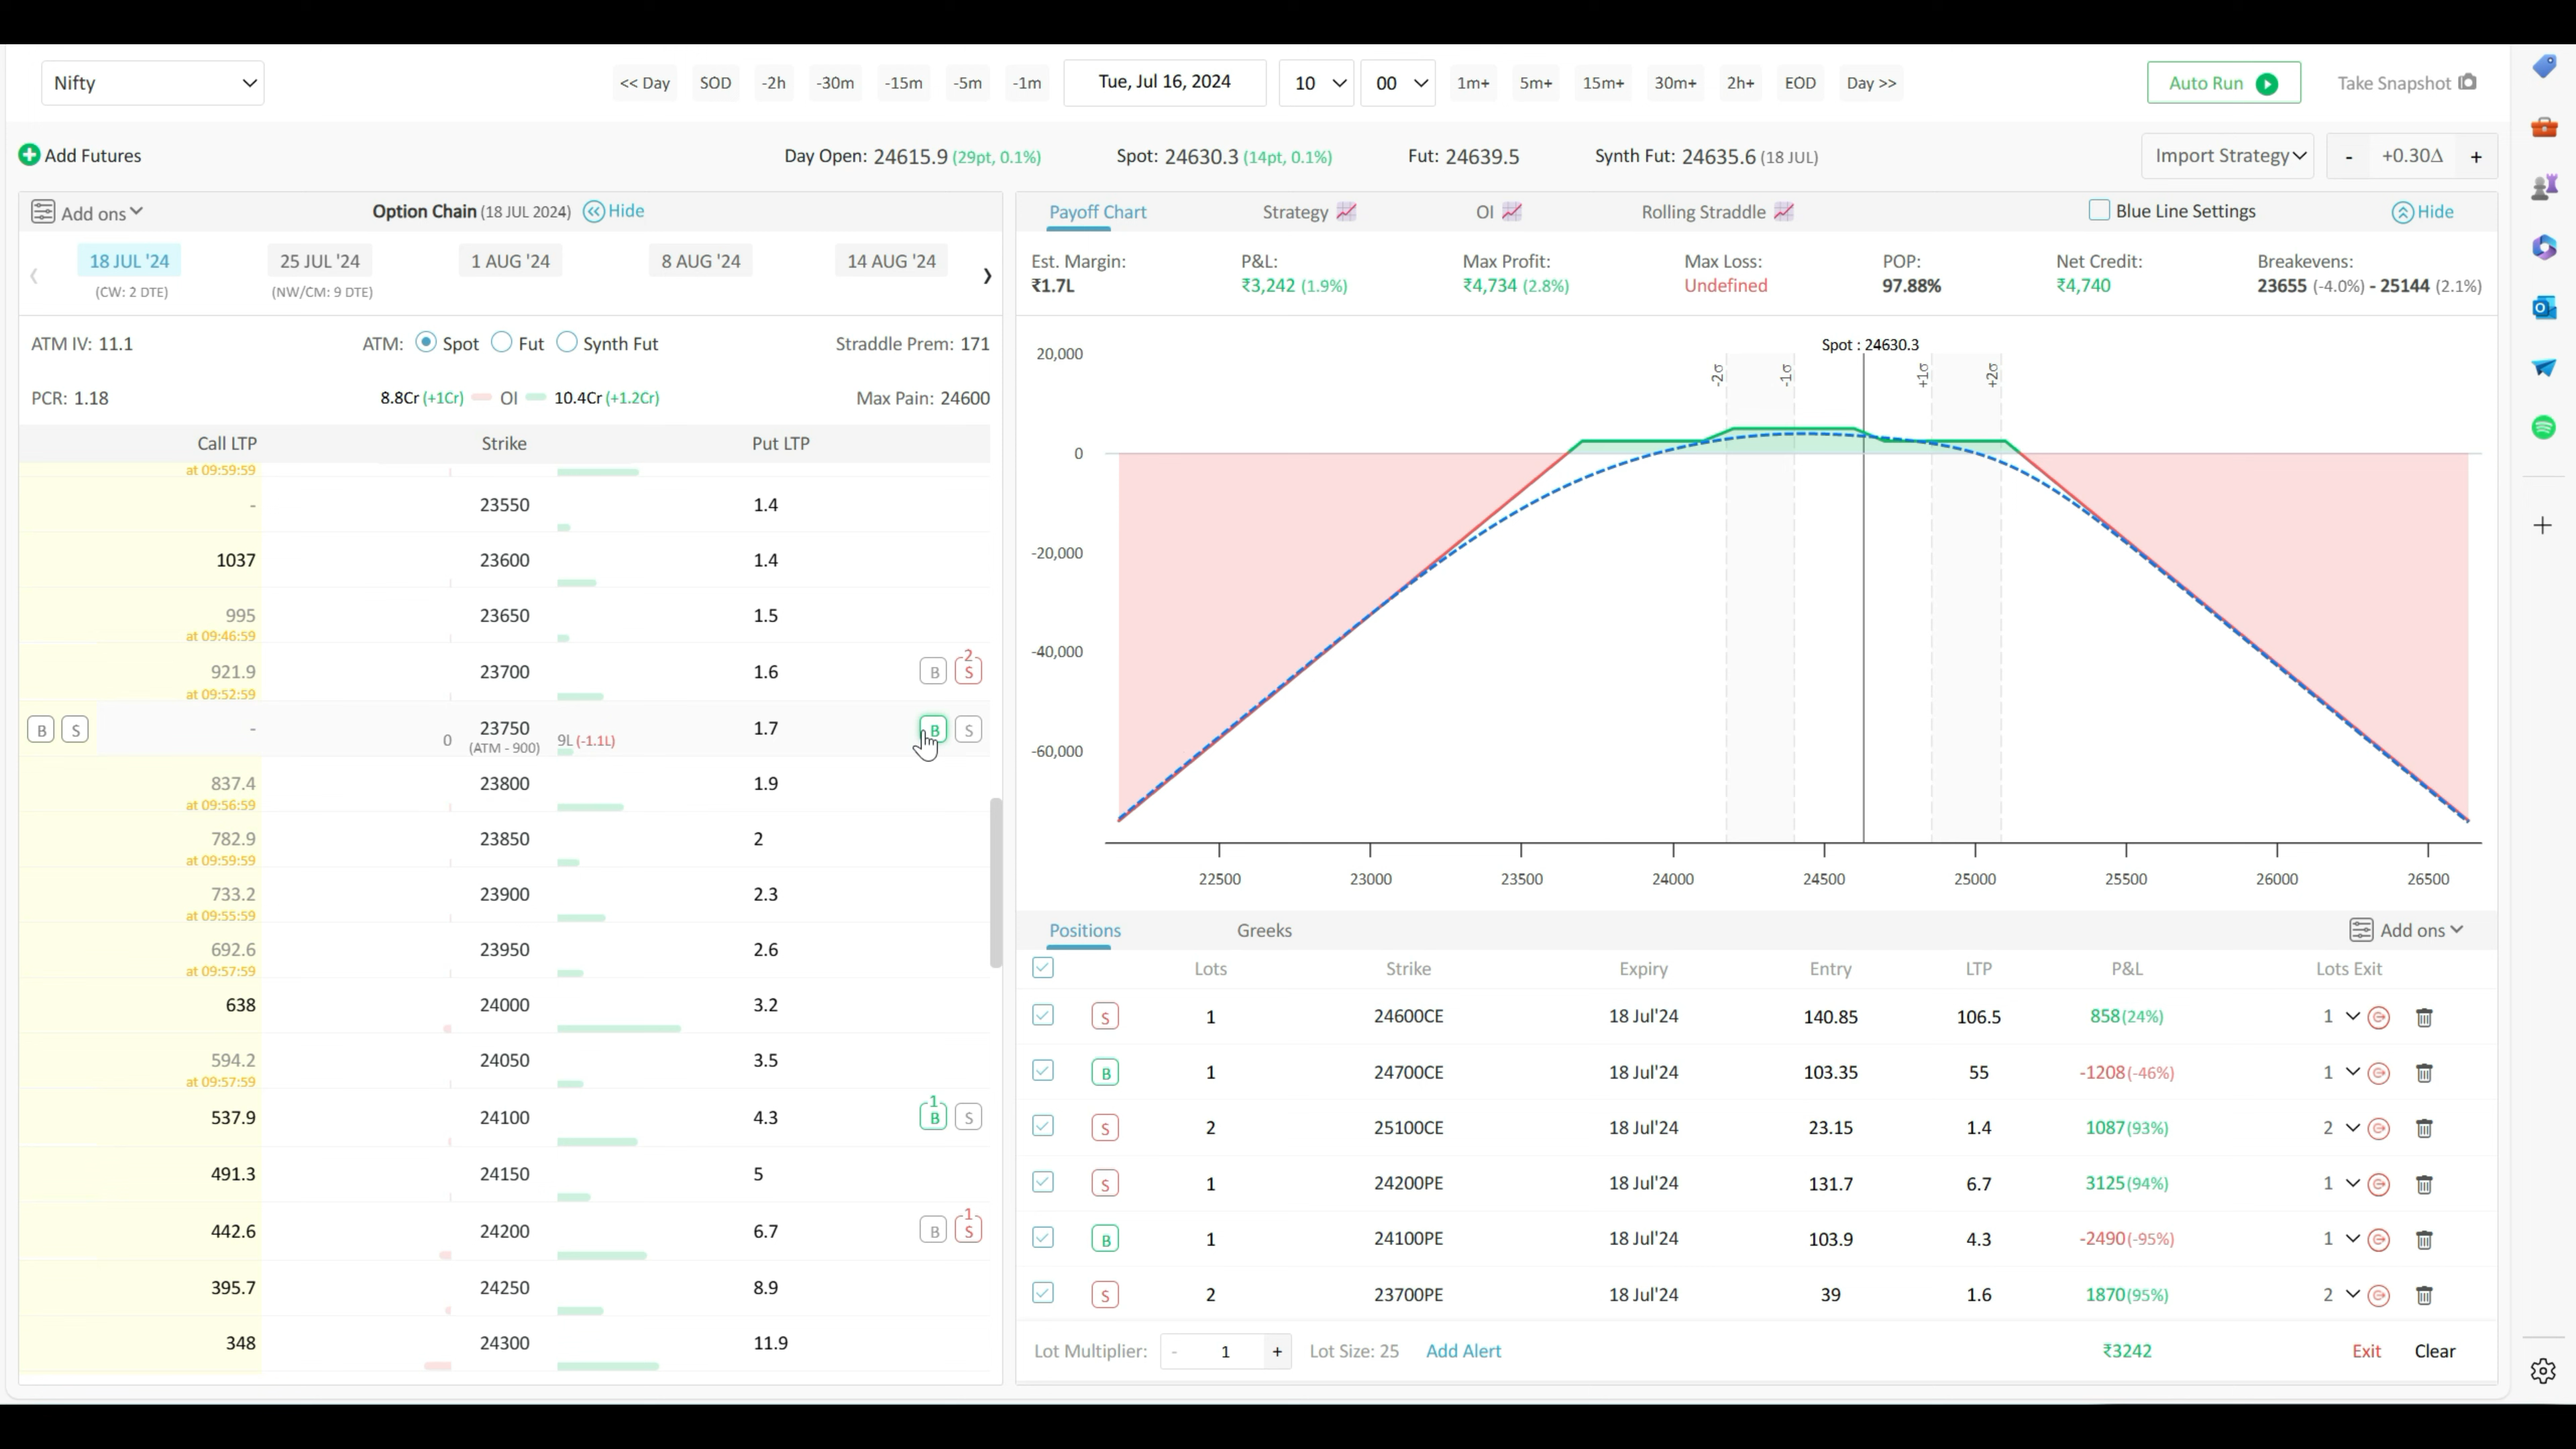 Nifty
<< Day SOD -2h -30m -15m -5m -1m Tue, Jul 16, 2024 10 00 1m+ 5m+ 15m+ 30m+ 2h+ EOD Day >>
Auto Run Take Snapshot
Add Futures
Day Open: 24615.9 (29pt, 0.1%) Spot: 24630.3 (14pt, 0.1%) Fut: 24639.5 Synth Fut: 24635.6 (18 JUL)
Import Strategy - +0.30Δ +
Add ons Option Chain (18 JUL 2024) Hide
18 JUL '24 25 JUL '24 1 AUG '24 8 AUG '24 14 AUG '24
(CW: 2 DTE) (NW/CM: 9 DTE)
ATM IV: 11.1 ATM: Spot Fut Synth Fut Straddle Prem: 171
PCR: 1.18 8.8Cr (+1Cr) OI 10.4Cr (+1.2Cr) Max Pain: 24600
Call LTP Strike Put LTP
at 09:59:59
- 23550 1.4
1037 23600 1.4
995 23650 1.5
at 09:46:59
921.9 23700 1.6 B 2 S
at 09:52:59
B S - 23750 1.7 B S
0 (ATM - 900) 9L (-1.1L)
837.4 23800 1.9
at 09:56:59
782.9 23850 2
at 09:59:59
733.2 23900 2.3
at 09:55:59
692.6 23950 2.6
at 09:57:59
638 24000 3.2
594.2 24050 3.5
at 09:57:59
537.9 24100 4.3 1 B S
491.3 24150 5
442.6 24200 6.7 B 1 S
395.7 24250 8.9
348 24300 11.9
Payoff Chart Strategy OI Rolling Straddle Blue Line Settings Hide
Est. Margin: P&L: Max Profit: Max Loss: POP: Net Credit: Breakevens:
₹1.7L ₹3,242 (1.9%) ₹4,734 (2.8%) Undefined 97.88% ₹4,740 23655 (-4.0%) - 25144 (2.1%)
Spot : 24630.3
-2σ -1σ +1σ +2σ
20,000
0
-20,000
-40,000
-60,000
22500 23000 23500 24000 24500 25000 25500 26000 26500
Positions Greeks Add ons
Lots Strike Expiry Entry LTP P&L Lots Exit
S 1 24600CE 18 Jul'24 140.85 106.5 858(24%) 1
B 1 24700CE 18 Jul'24 103.35 55 -1208(-46%) 1
S 2 25100CE 18 Jul'24 23.15 1.4 1087(93%) 2
S 1 24200PE 18 Jul'24 131.7 6.7 3125(94%) 1
B 1 24100PE 18 Jul'24 103.9 4.3 -2490(-95%) 1
S 2 23700PE 18 Jul'24 39 1.6 1870(95%) 2
Lot Multiplier: - 1 + Lot Size: 25 Add Alert ₹3242 Exit Clear